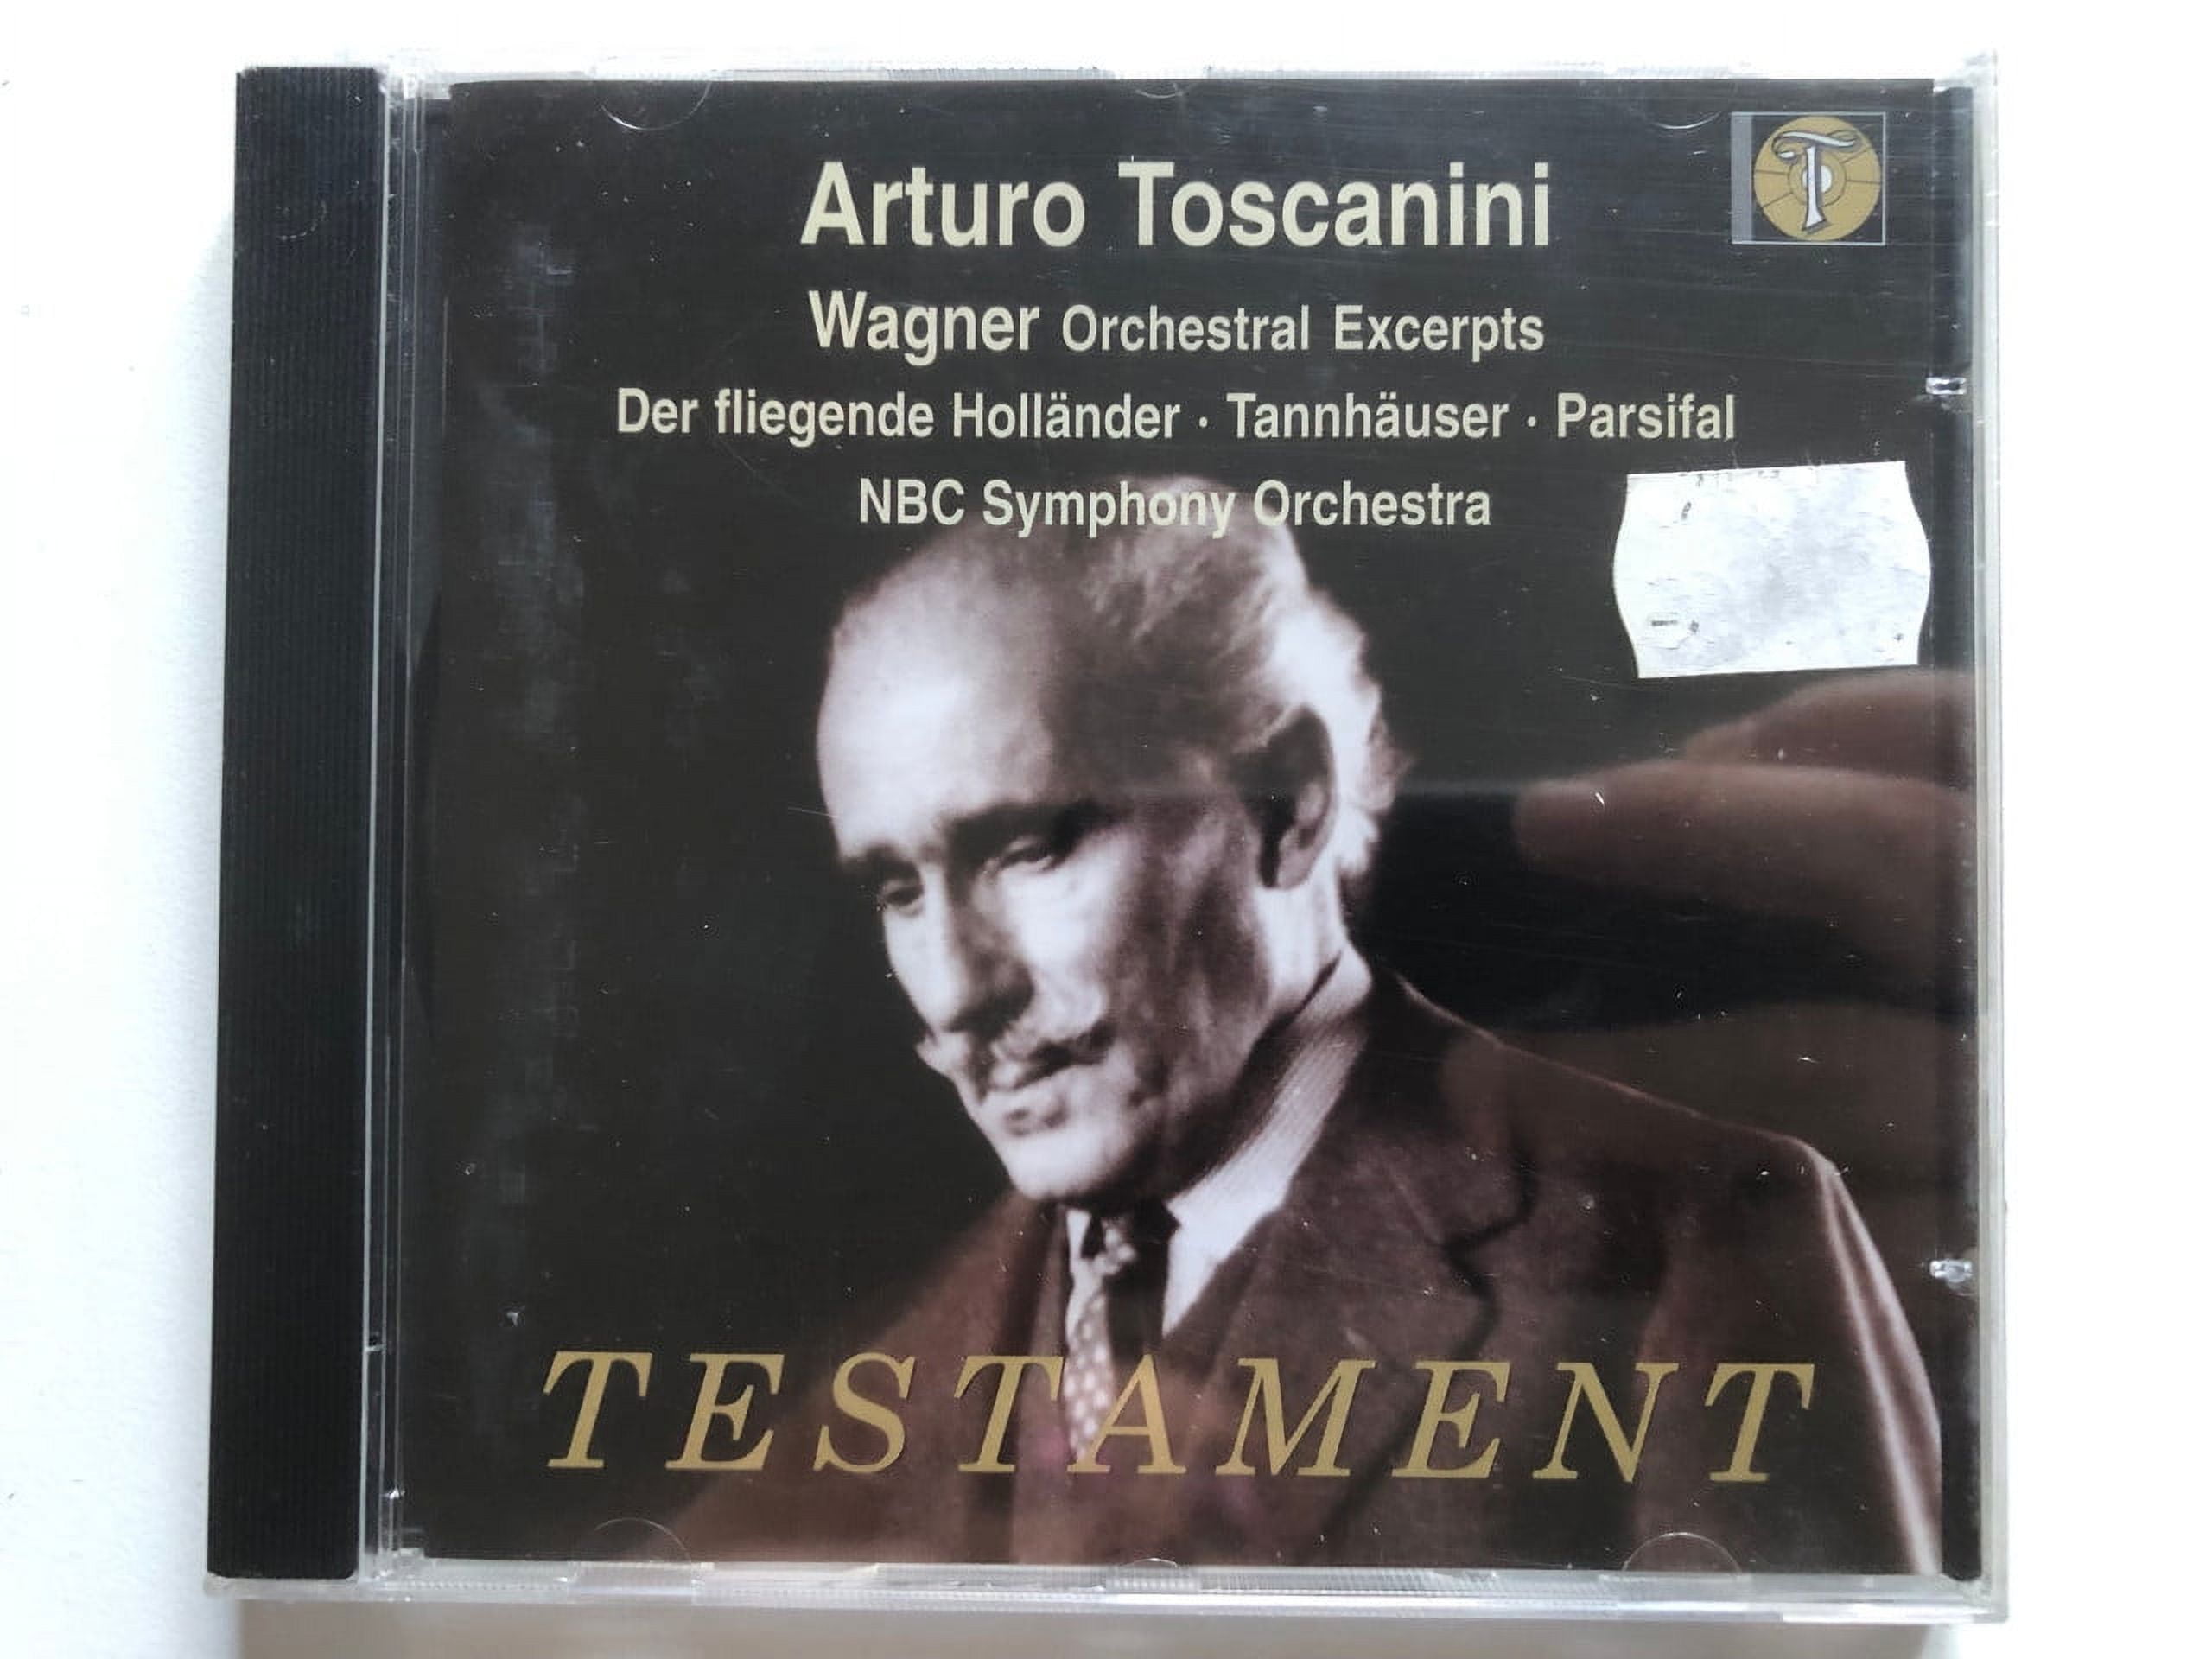 Arturo Toscanini
Wagner Orchestral Excerpts
Der fliegende Holländer · Tannhäuser · Parsifal
NBC Symphony Orchestra
T
TESTAMENT